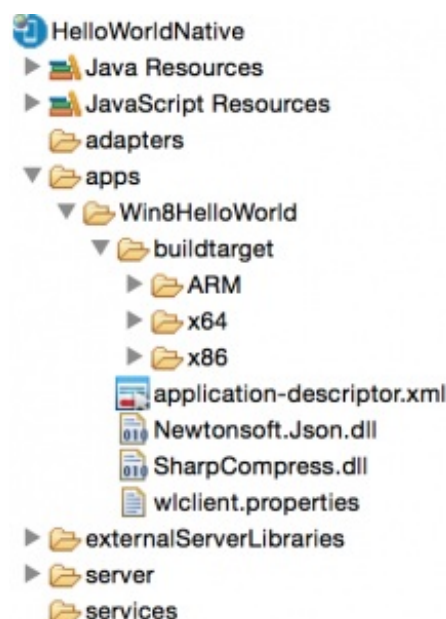 HelloWorldNative
Java Resources
JavaScript Resources
adapters
apps
Win8HelloWorld
buildtarget
ARM
x64
x86
application-descriptor.xml
Newtonsoft.Json.dll
SharpCompress.dll
wlclient.properties
externalServerLibraries
server
services